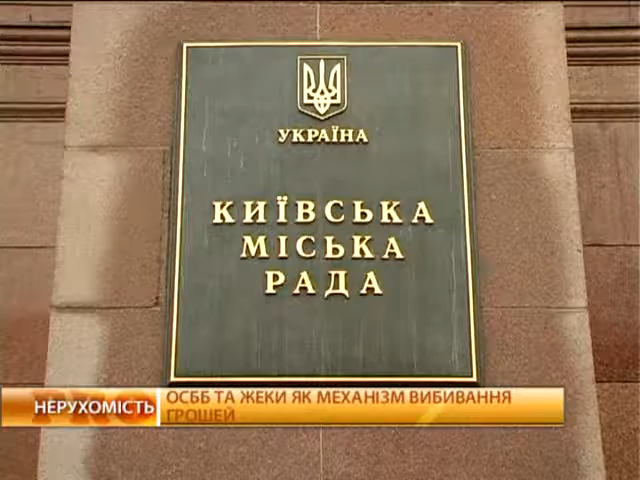 УКРАЇНА
КИЇВСЬКА
МІСЬКА
РАДА
НЕРУХОМІСТЬ
ОСББ ТА ЖЕКИ ЯК МЕХАНІЗМ ВИБИВАННЯ
ГРОШЕЙ